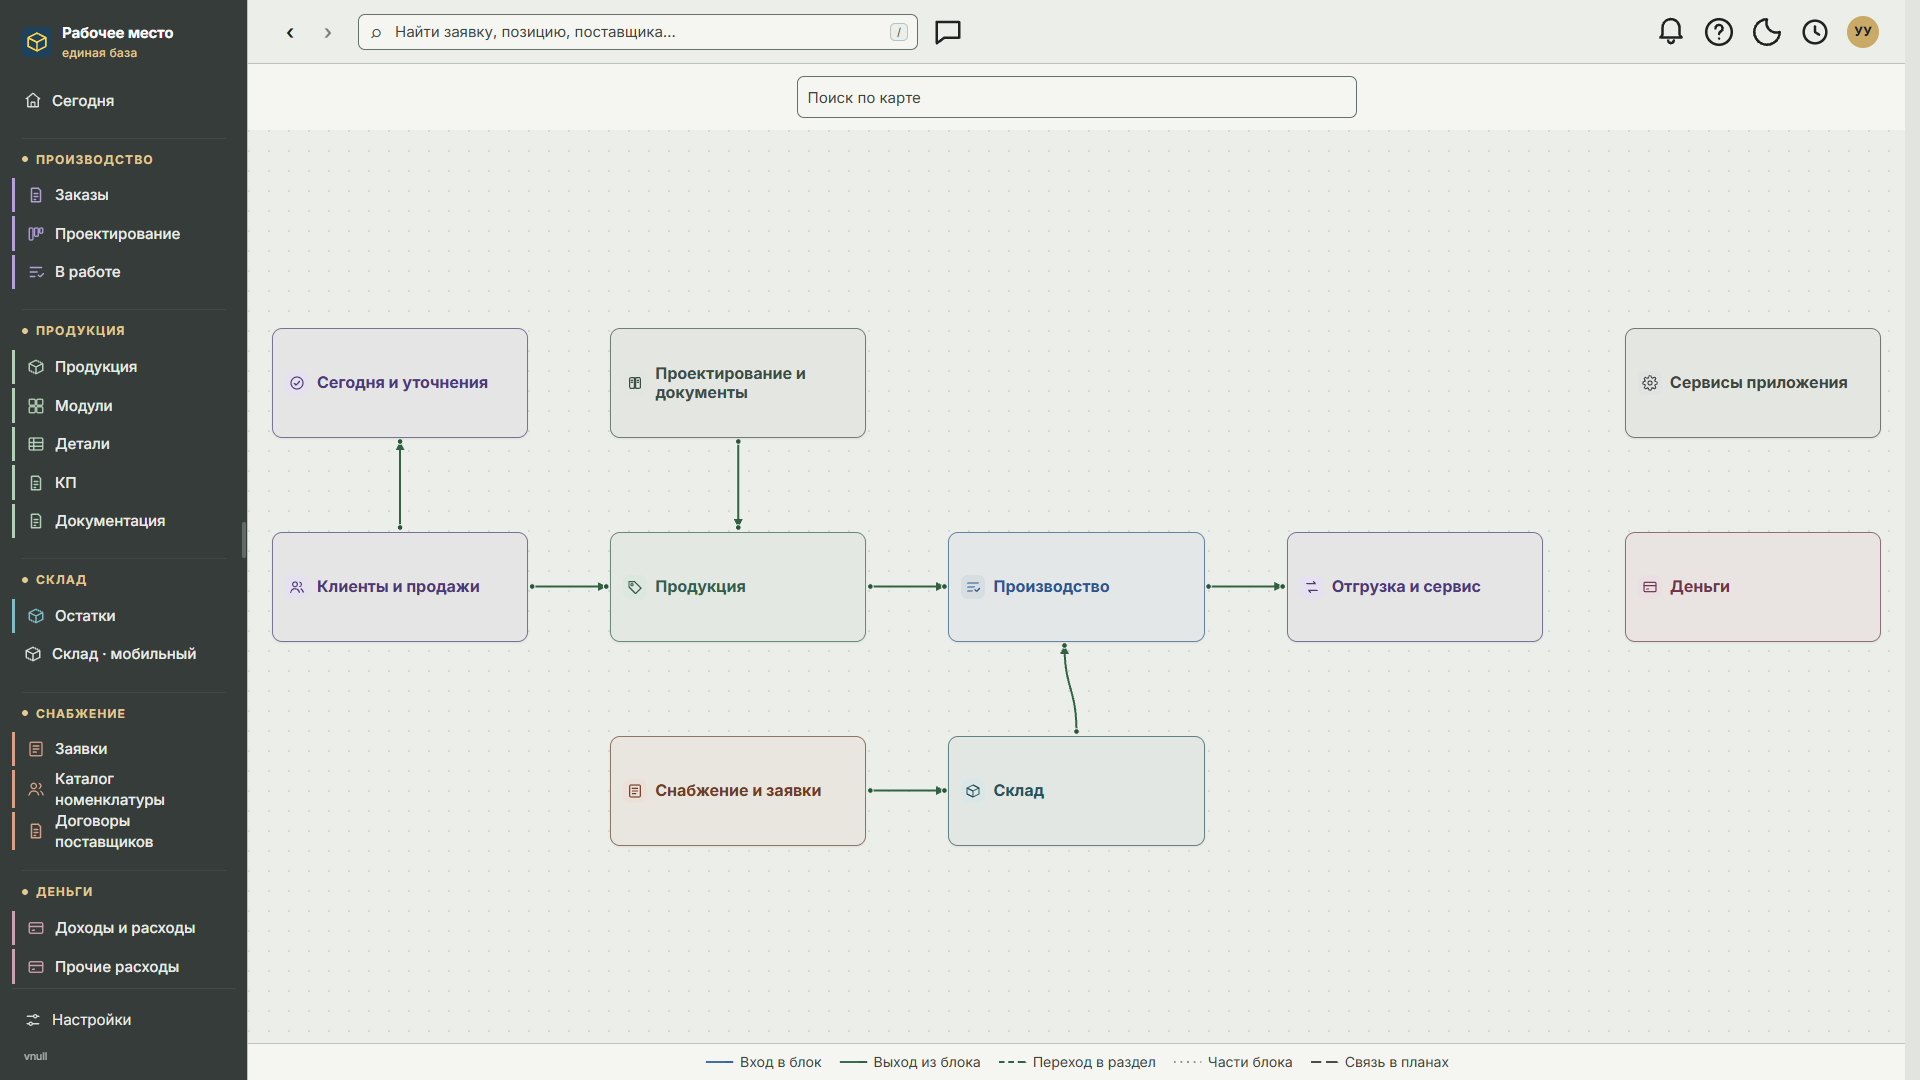 Рабочее место
единая база
Сегодня
ПРОИЗВОДСТВО
Заказы
Проектирование
В работе
ПРОДУКЦИЯ
Продукция
Модули
Детали
КП
Документация
СКЛАД
Остатки
Склад · мобильный
СНАБЖЕНИЕ
Заявки
Каталог
номенклатуры
Договоры
поставщиков
ДЕНЬГИ
Доходы и расходы
Прочие расходы
Настройки
vnull
Найти заявку, позицию, поставщика...
/
УУ
Поиск по карте
Сегодня и уточнения
Проектирование и
документы
Сервисы приложения
Клиенты и продажи
Продукция
Производство
Отгрузка и сервис
Деньги
Снабжение и заявки
Склад
Вход в блок
Выход из блока
Переход в раздел
Части блока
Связь в планах